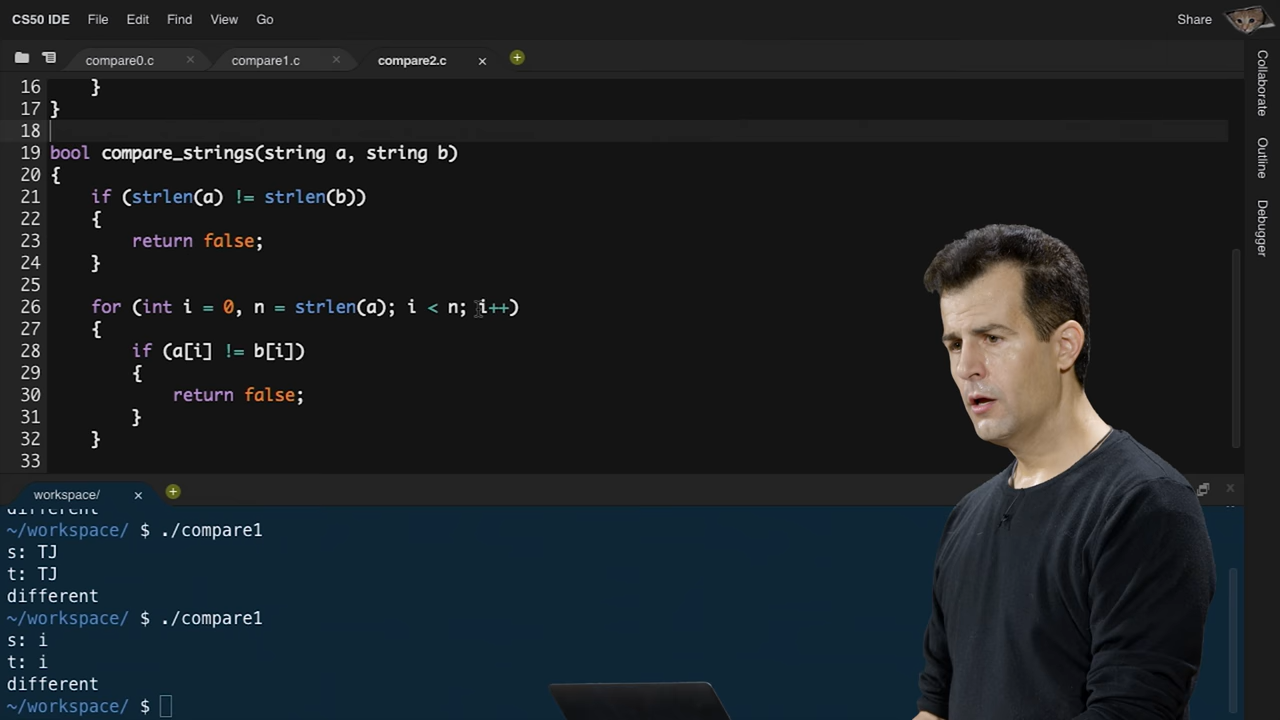 CS50 IDE File Edit Find View Go Share
compare0.c compare1.c compare2.c
16 }
17 }
18
19 bool compare_strings(string a, string b)
20 {
21 if (strlen(a) != strlen(b))
22 {
23 return false;
24 }
25
26 for (int i = 0, n = strlen(a); i < n; i++)
27 {
28 if (a[i] != b[i])
29 {
30 return false;
31 }
32 }
33
Collaborate
Outline
Debugger
workspace/
different
~/workspace/ $ ./compare1
s: TJ
t: TJ
different
~/workspace/ $ ./compare1
s: i
t: i
different
~/workspace/ $